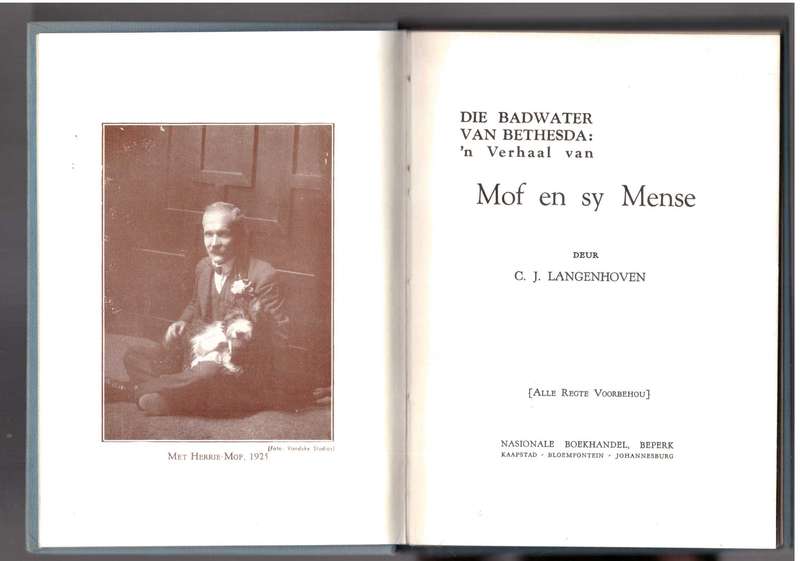 [Foto: Vandyke Studios]
MET HERRIE-MOF, 1925
DIE BADWATER
VAN BETHESDA:
'n Verhaal van
Mof en sy Mense
DEUR
C. J. LANGENHOVEN
[ALLE REGTE VOORBEHOU]
NASIONALE BOEKHANDEL, BEPERK
KAAPSTAD - BLOEMFONTEIN - JOHANNESBURG